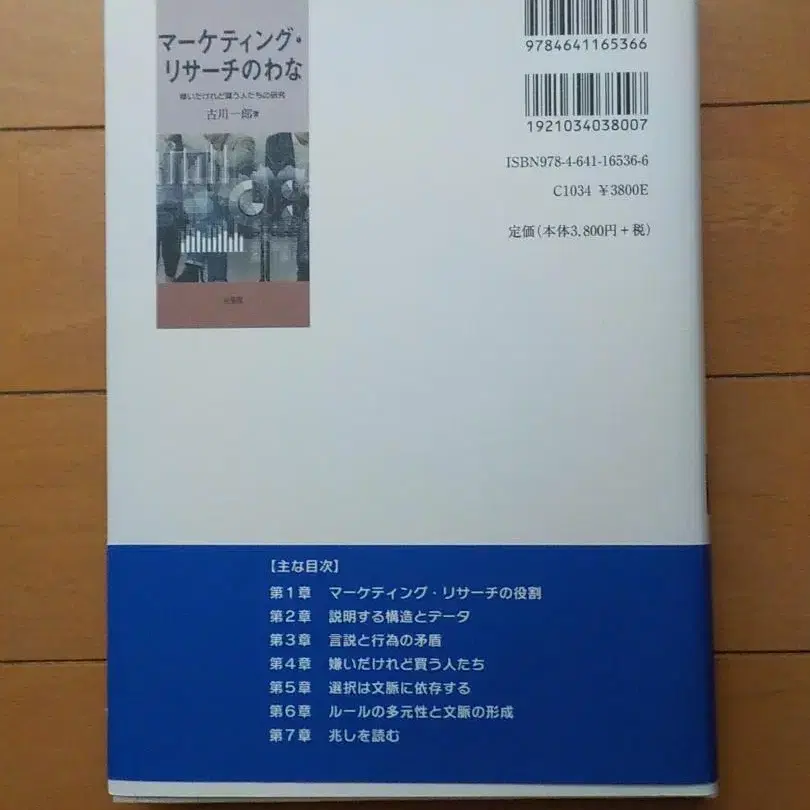 マーケティング・
リサーチのわな
嫌いだけれど買う人たちの研究
古川一郎 著
有斐閣
9784641165366
1921034038007
ISBN978-4-641-16536-6
C1034 ¥3800E
定価(本体3,800円+税)
【主な目次】
第1章 マーケティング・リサーチの役割
第2章 説明する構造とデータ
第3章 言説と行為の矛盾
第4章 嫌いだけれど買う人たち
第5章 選択は文脈に依存する
第6章 ルールの多元性と文脈の形成
第7章 兆しを読む